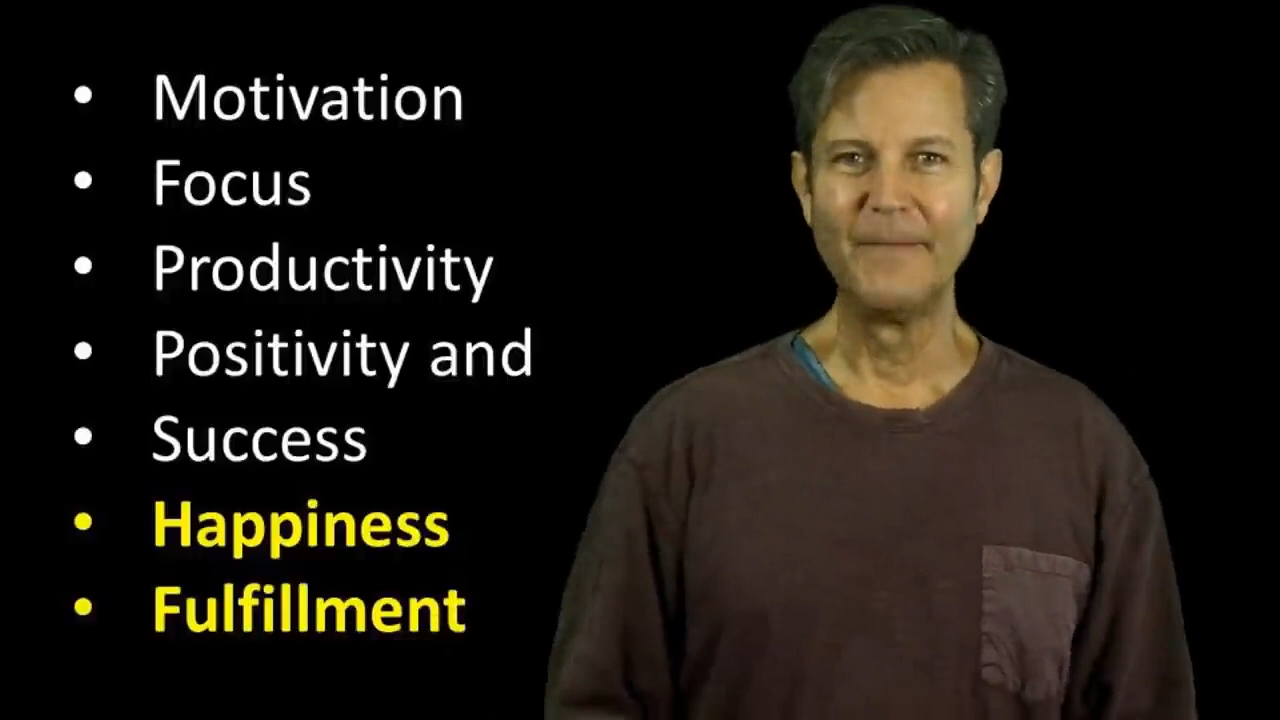 • Motivation
• Focus
• Productivity
• Positivity and
• Success
• Happiness
• Fulfillment